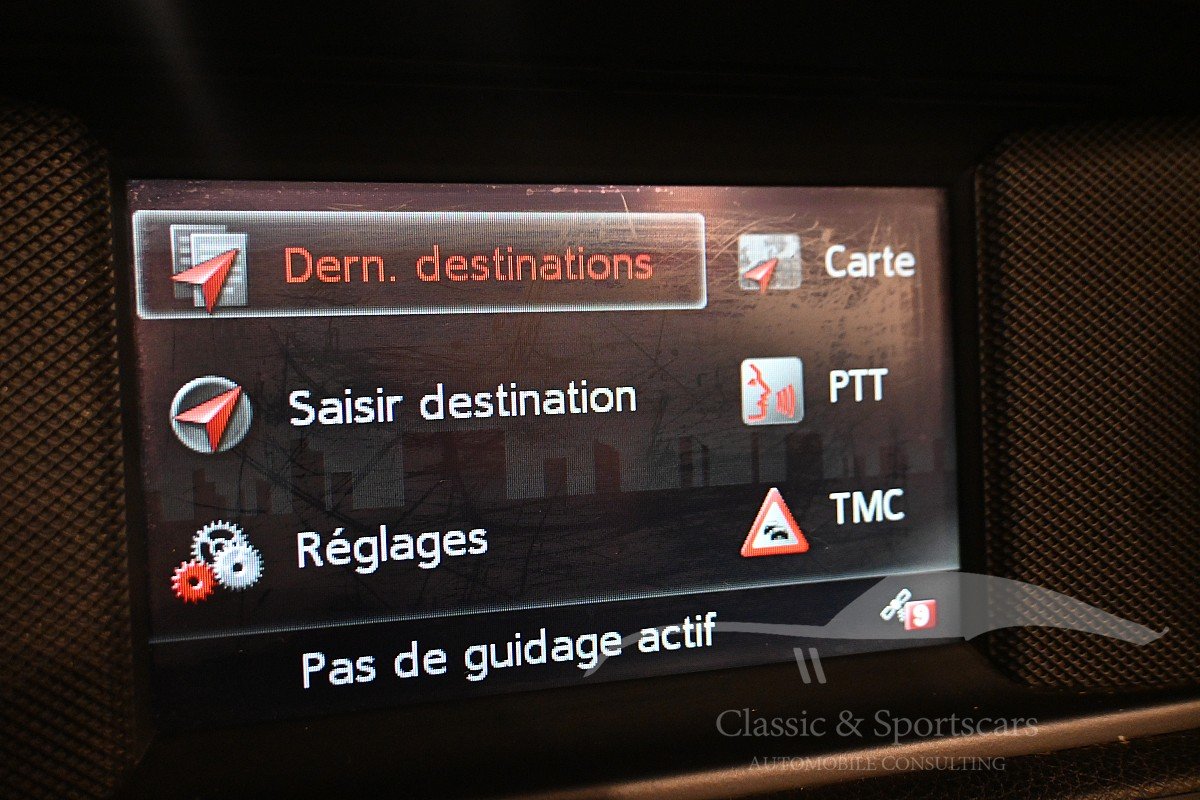 Dern. destinations
Carte
Saisir destination
PTT
Réglages
TMC
Pas de guidage actif
9
Classic & Sportscars
AUTOMOBILE CONSULTING